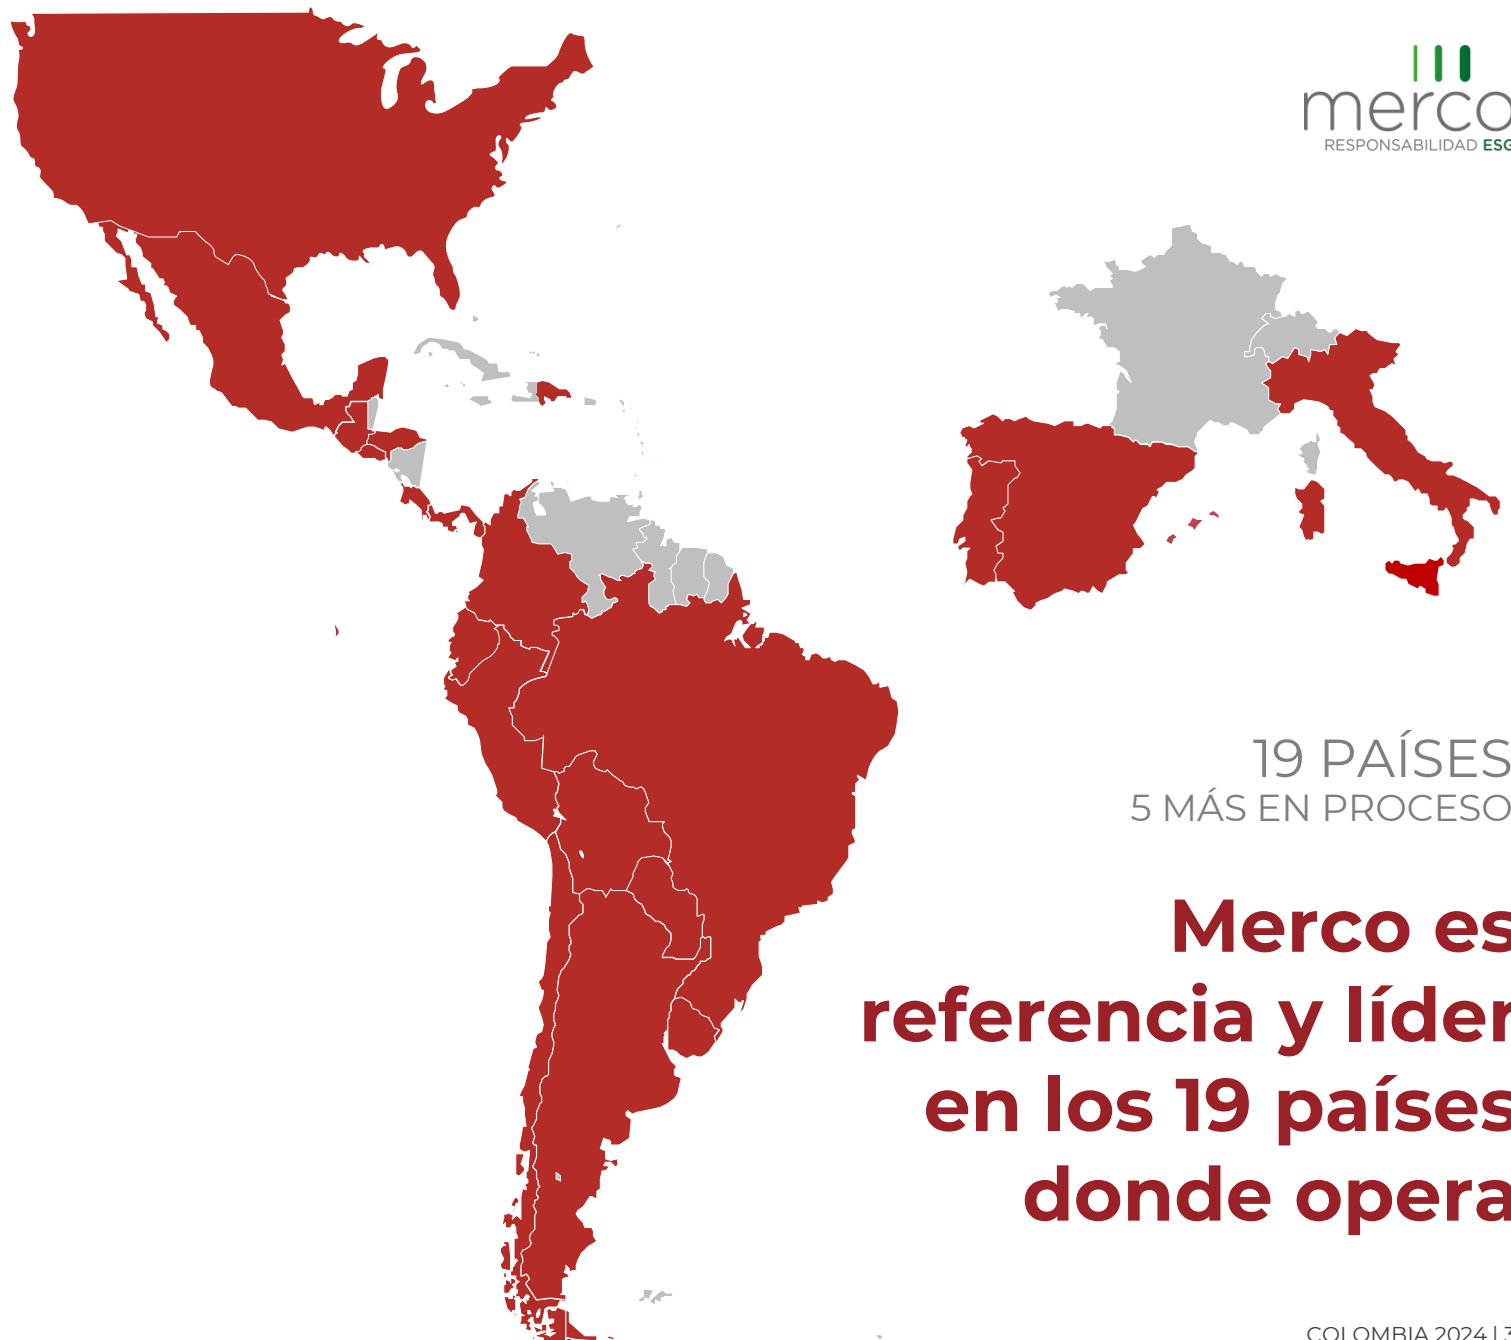 merco
RESPONSABILIDAD ESG
19 PAÍSES
5 MÁS EN PROCESO
Merco es
referencia y líder
en los 19 países
donde opera
COLOMBIA 2024 | 3